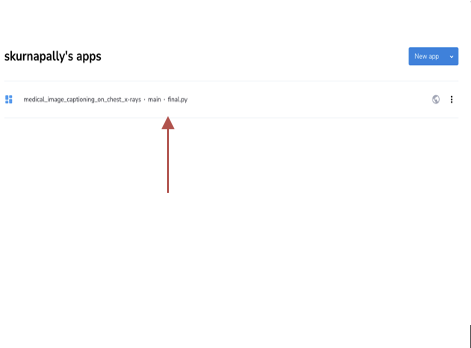 skurnapally's apps
New app
medical_image_captioning_on_chest_x-rays · main · final.py